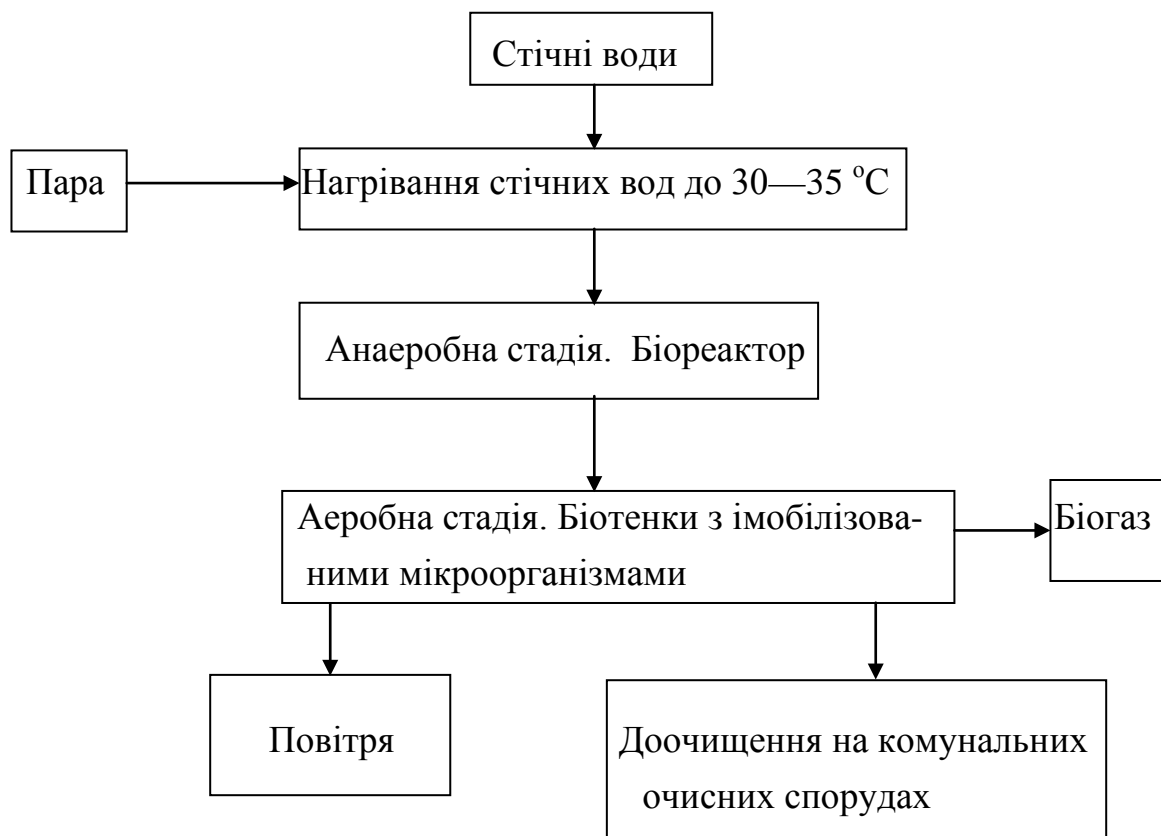 Стічні води
Пара
Нагрівання стічних вод до 30—35 °С
Анаеробна стадія. Біореактор
Аеробна стадія. Біотенки з імобілізова-
ними мікроорганізмами
Біогаз
Повітря
Доочищення на комунальних
очисних спорудах